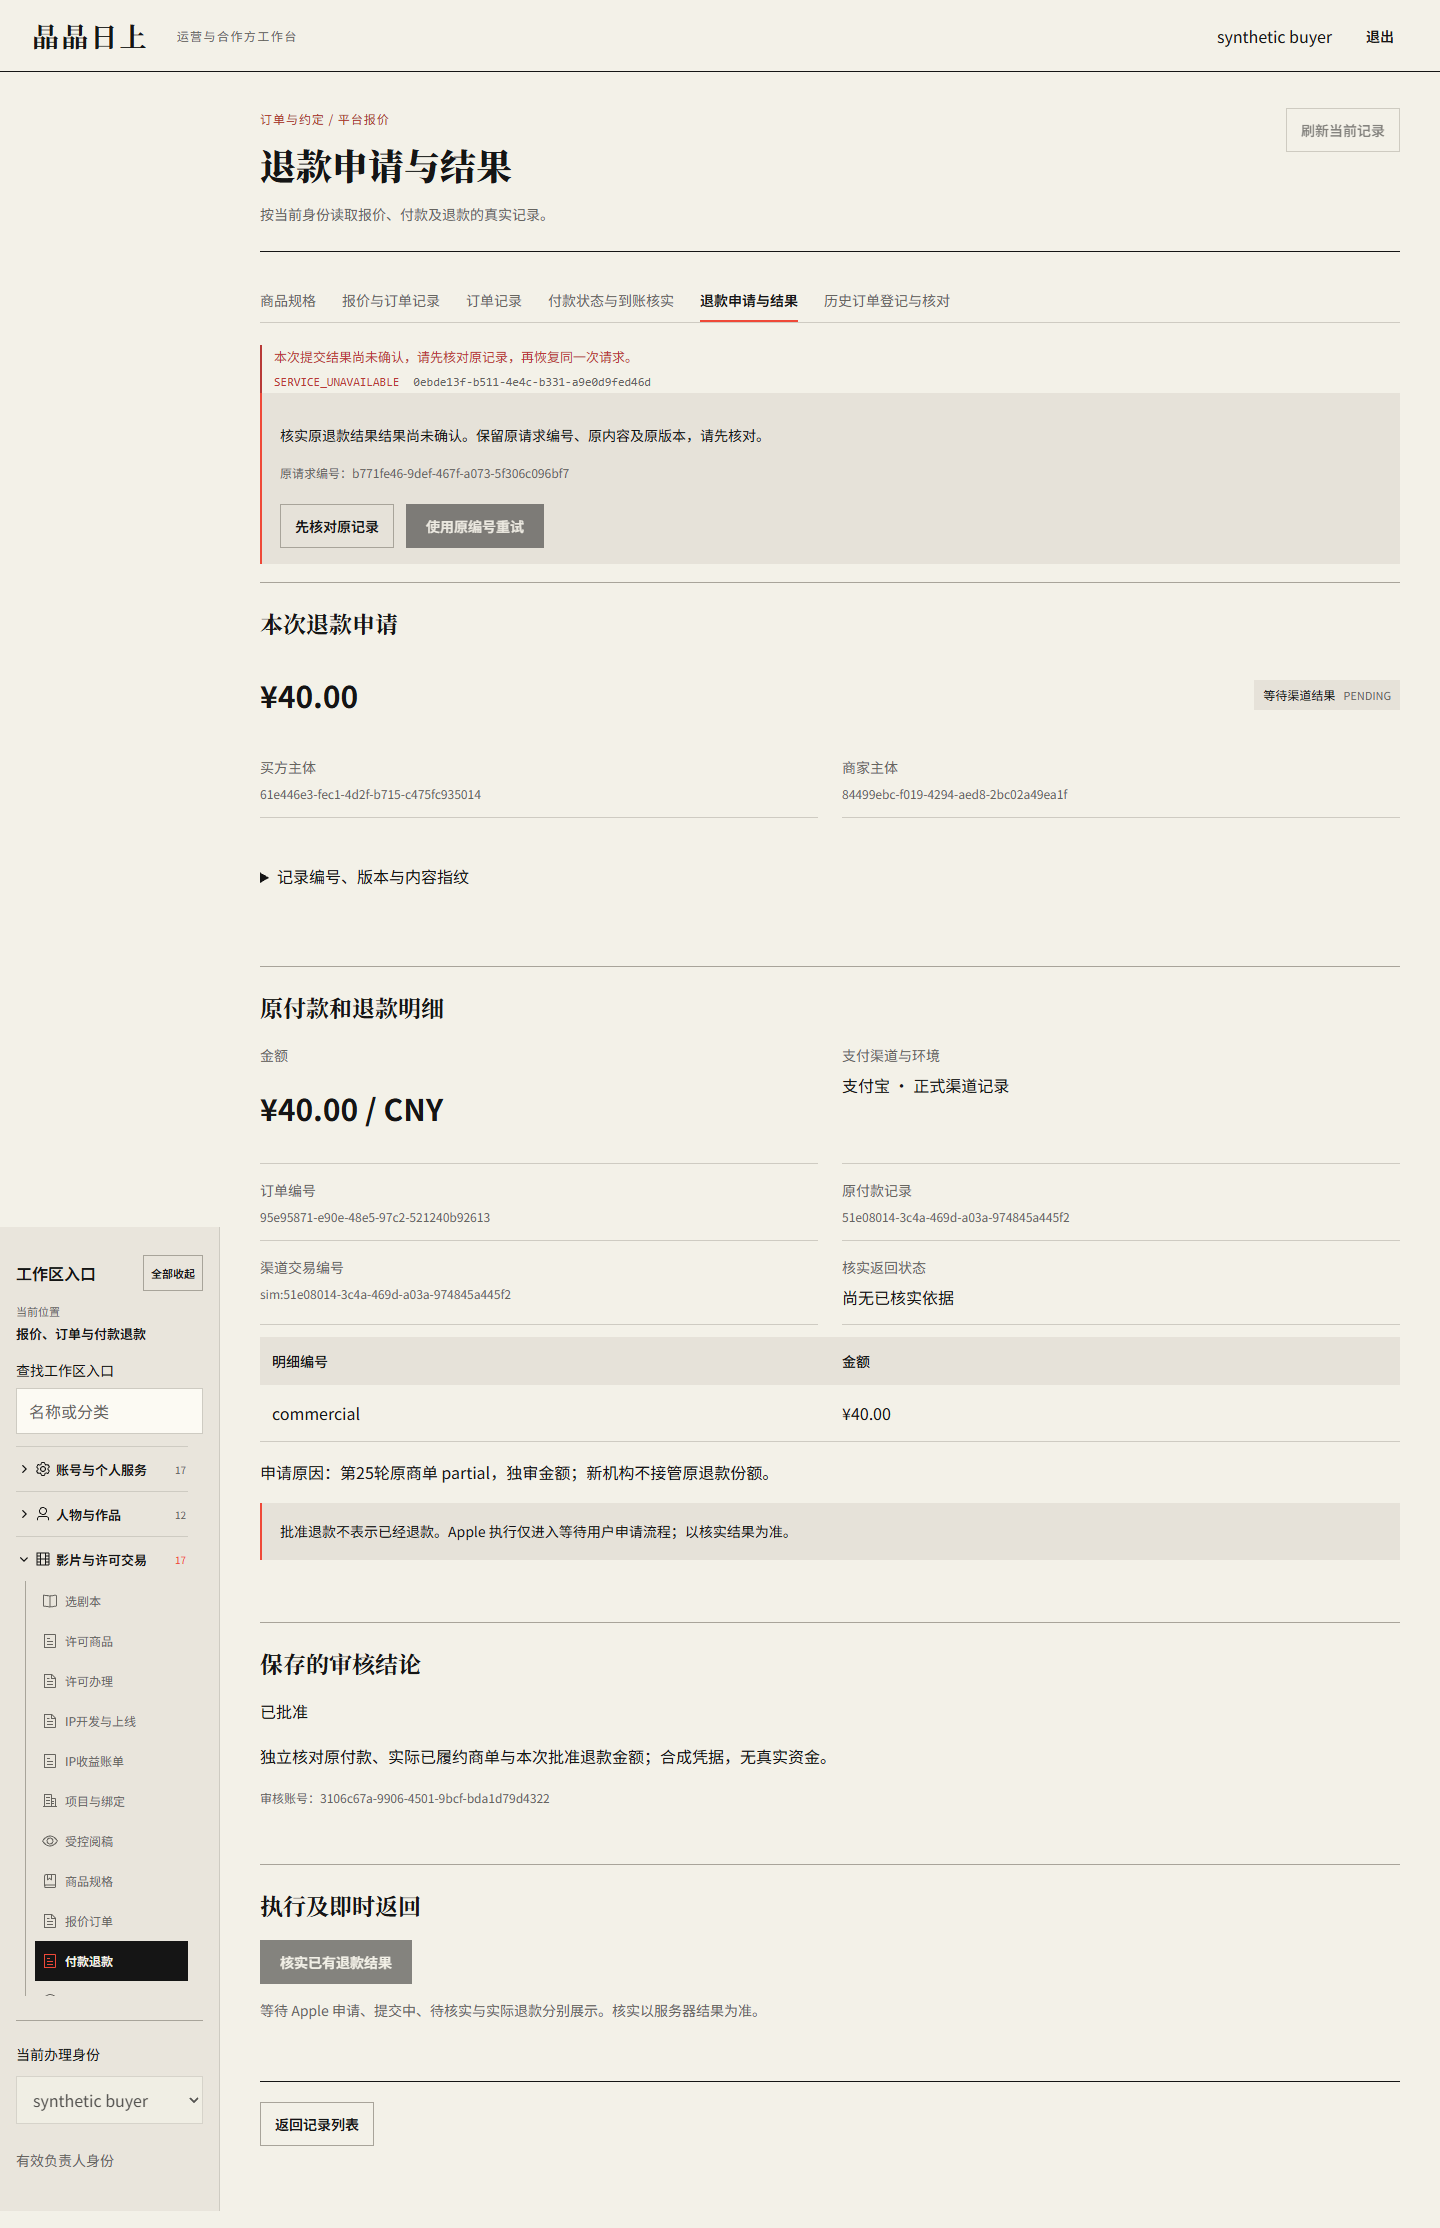 晶晶日上
运营与合作方工作台
synthetic buyer
退出
订单与约定 / 平台报价
刷新当前记录
退款申请与结果
按当前身份读取报价、付款及退款的真实记录。
商品规格
报价与订单记录
订单记录
付款状态与到账核实
退款申请与结果
历史订单登记与核对
本次提交结果尚未确认，请先核对原记录，再恢复同一次请求。
SERVICE_UNAVAILABLE 0ebde13f-b511-4e4c-b331-a9e0d9fed46d
核实原退款结果结果尚未确认。保留原请求编号、原内容及原版本，请先核对。
原请求编号：b771fe46-9def-467f-a073-5f306c096bf7
先核对原记录
使用原编号重试
本次退款申请
¥40.00
等待渠道结果 PENDING
买方主体
61e446e3-fec1-4d2f-b715-c475fc935014
商家主体
84499ebc-f019-4294-aed8-2bc02a49ea1f
记录编号、版本与内容指纹
原付款和退款明细
金额
¥40.00 / CNY
支付渠道与环境
支付宝 · 正式渠道记录
订单编号
95e95871-e90e-48e5-97c2-521240b92613
原付款记录
51e08014-3c4a-469d-a03a-974845a445f2
渠道交易编号
sim:51e08014-3c4a-469d-a03a-974845a445f2
核实返回状态
尚无已核实依据
明细编号
金额
commercial
¥40.00
申请原因：第25轮原商单 partial，独审金额；新机构不接管原退款份额。
批准退款不表示已经退款。Apple 执行仅进入等待用户申请流程；以核实结果为准。
保存的审核结论
已批准
独立核对原付款、实际已履约商单与本次批准退款金额；合成凭据，无真实资金。
审核账号：3106c67a-9906-4501-9bcf-bda1d79d4322
执行及即时返回
核实已有退款结果
等待 Apple 申请、提交中、待核实与实际退款分别展示。核实以服务器结果为准。
返回记录列表
工作区入口
全部收起
当前位置
报价、订单与付款退款
查找工作区入口
名称或分类
账号与个人服务 17
人物与作品 12
影片与许可交易 17
选剧本
许可商品
许可办理
IP开发与上线
IP收益账单
项目与绑定
受控阅稿
商品规格
报价订单
付款退款
当前办理身份
synthetic buyer
有效负责人身份